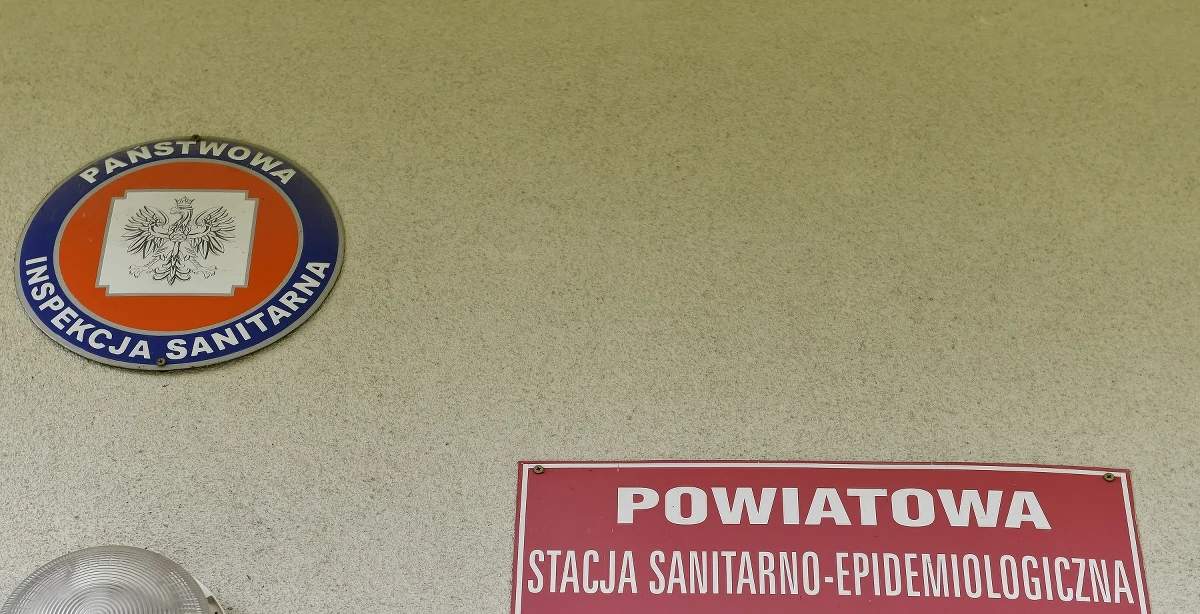 PAŃSTWOWA
INSPEKCJA SANITARNA
POWIATOWA
STACJA SANITARNO-EPIDEMIOLOGICZNA